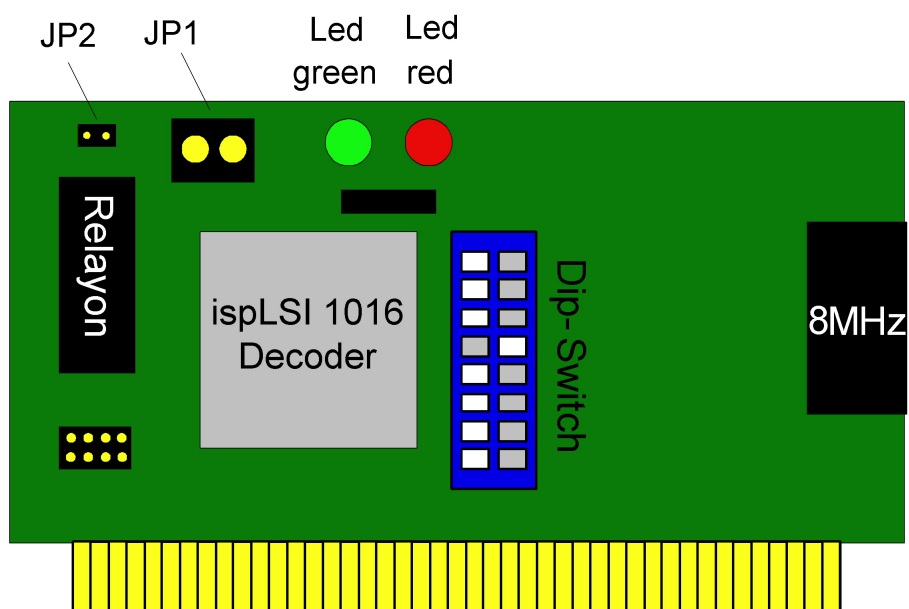 JP2
JP1
Led
green
Led
red
Relayon
ispLSI 1016
Decoder
Dip-Switch
8MHz